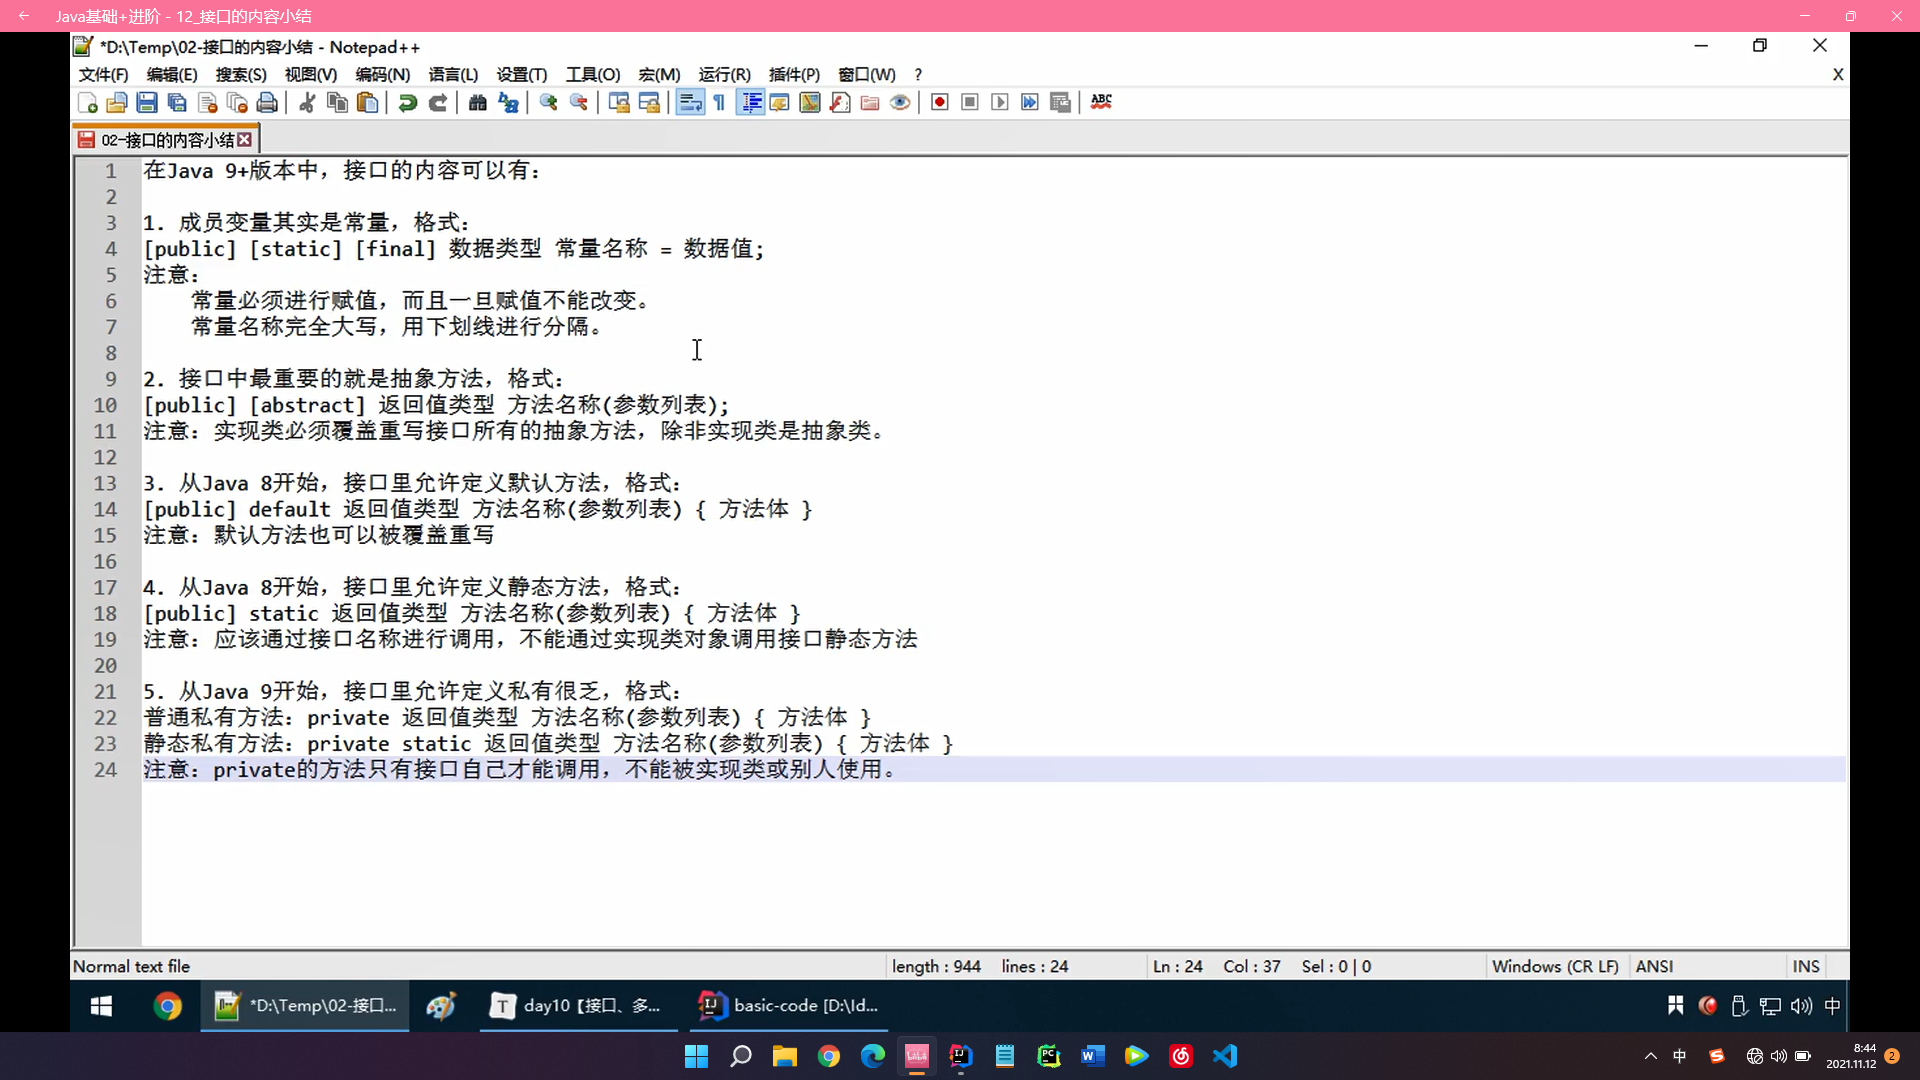 Java基础+进阶 - 12_接口的内容小结
*D:\Temp\02-接口的内容小结 - Notepad++
文件(F) 编辑(E) 搜索(S) 视图(V) 编码(N) 语言(L) 设置(T) 工具(O) 宏(M) 运行(R) 插件(P) 窗口(W) ? X
ABC
02-接口的内容小结
1 在Java 9+版本中，接口的内容可以有：
2
3 1. 成员变量其实是常量，格式：
4 [public] [static] [final] 数据类型 常量名称 = 数据值;
5 注意：
6 常量必须进行赋值，而且一旦赋值不能改变。
7 常量名称完全大写，用下划线进行分隔。
8
9 2. 接口中最重要的就是抽象方法，格式：
10 [public] [abstract] 返回值类型 方法名称(参数列表);
11 注意：实现类必须覆盖重写接口所有的抽象方法，除非实现类是抽象类。
12
13 3. 从Java 8开始，接口里允许定义默认方法，格式：
14 [public] default 返回值类型 方法名称(参数列表) { 方法体 }
15 注意：默认方法也可以被覆盖重写
16
17 4. 从Java 8开始，接口里允许定义静态方法，格式：
18 [public] static 返回值类型 方法名称(参数列表) { 方法体 }
19 注意：应该通过接口名称进行调用，不能通过实现类对象调用接口静态方法
20
21 5. 从Java 9开始，接口里允许定义私有很乏，格式：
22 普通私有方法：private 返回值类型 方法名称(参数列表) { 方法体 }
23 静态私有方法：private static 返回值类型 方法名称(参数列表) { 方法体 }
24 注意：private的方法只有接口自己才能调用，不能被实现类或别人使用。
Normal text file length : 944 lines : 24 Ln : 24 Col : 37 Sel : 0 | 0 Windows (CR LF) ANSI INS
*D:\Temp\02-接口... T day10【接口、多... IJ basic-code [D:\Id... 中
中 8:44
2021.11.12 2